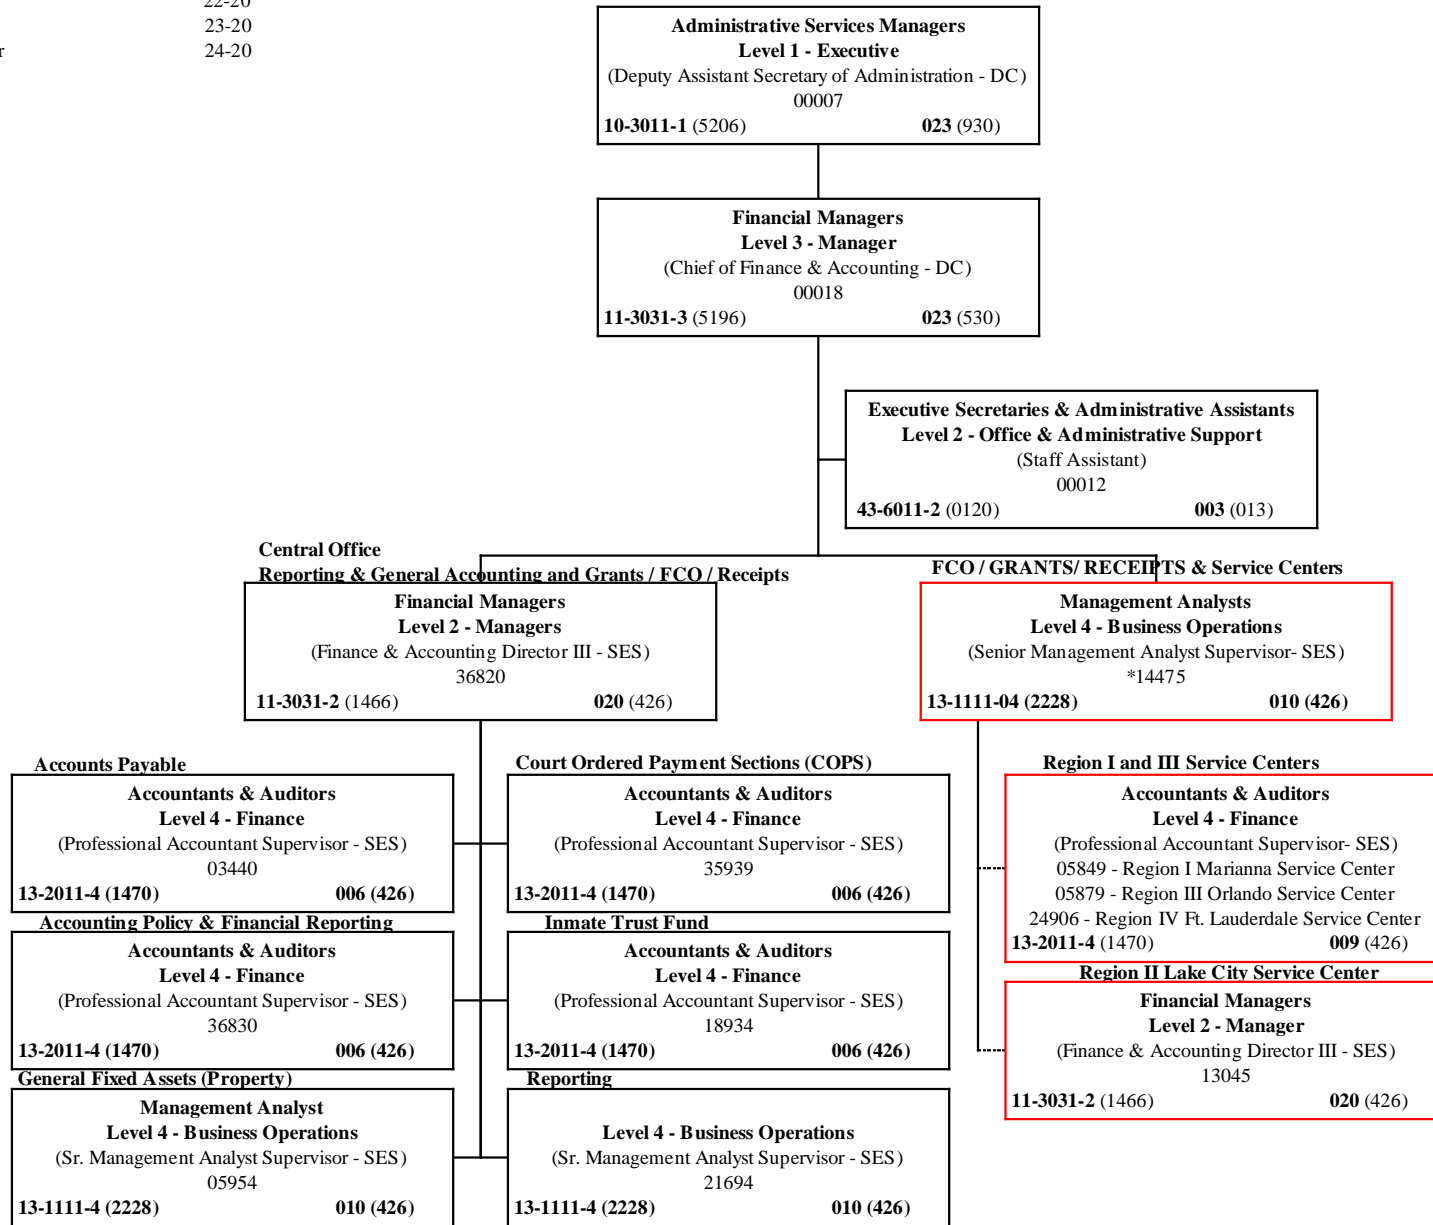 22-20
23-20
r 24-20
Administrative Services Managers
Level 1 - Executive
(Deputy Assistant Secretary of Administration - DC)
00007
10-3011-1 (5206) 023 (930)
Financial Managers
Level 3 - Manager
(Chief of Finance & Accounting - DC)
00018
11-3031-3 (5196) 023 (530)
Executive Secretaries & Administrative Assistants
Level 2 - Office & Administrative Support
(Staff Assistant)
00012
43-6011-2 (0120) 003 (013)
Central Office
Reporting & General Accounting and Grants / FCO / Receipts
Financial Managers
Level 2 - Managers
(Finance & Accounting Director III - SES)
36820
11-3031-2 (1466) 020 (426)
FCO / GRANTS/ RECEIPTS & Service Centers
Management Analysts
Level 4 - Business Operations
(Senior Management Analyst Supervisor- SES)
*14475
13-1111-04 (2228) 010 (426)
Accounts Payable
Accountants & Auditors
Level 4 - Finance
(Professional Accountant Supervisor - SES)
03440
13-2011-4 (1470) 006 (426)
Court Ordered Payment Sections (COPS)
Accountants & Auditors
Level 4 - Finance
(Professional Accountant Supervisor - SES)
35939
13-2011-4 (1470) 006 (426)
Region I and III Service Centers
Accountants & Auditors
Level 4 - Finance
(Professional Accountant Supervisor- SES)
05849 - Region I Marianna Service Center
05879 - Region III Orlando Service Center
24906 - Region IV Ft. Lauderdale Service Center
13-2011-4 (1470) 009 (426)
Accounting Policy & Financial Reporting
Accountants & Auditors
Level 4 - Finance
(Professional Accountant Supervisor - SES)
36830
13-2011-4 (1470) 006 (426)
Inmate Trust Fund
Accountants & Auditors
Level 4 - Finance
(Professional Accountant Supervisor - SES)
18934
13-2011-4 (1470) 006 (426)
Region II Lake City Service Center
Financial Managers
Level 2 - Manager
(Finance & Accounting Director III - SES)
13045
11-3031-2 (1466) 020 (426)
General Fixed Assets (Property)
Management Analyst
Level 4 - Business Operations
(Sr. Management Analyst Supervisor - SES)
05954
13-1111-4 (2228) 010 (426)
Reporting
Level 4 - Business Operations
(Sr. Management Analyst Supervisor - SES)
21694
13-1111-4 (2228) 010 (426)